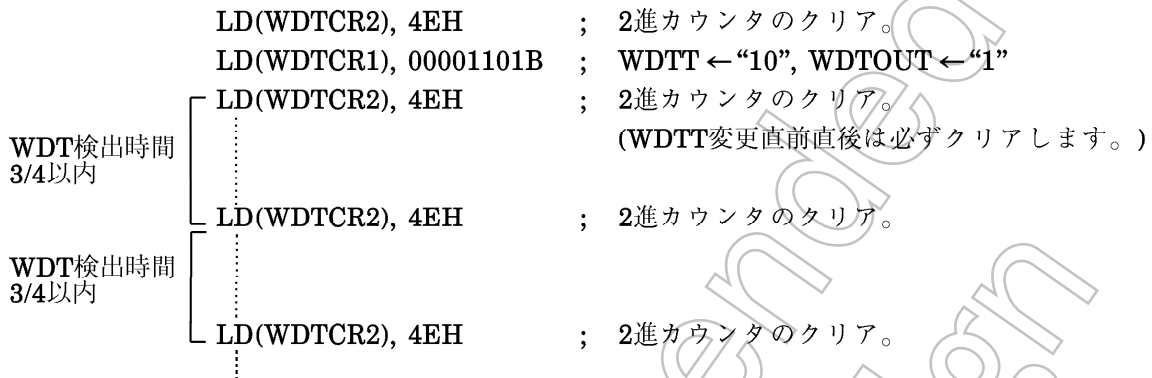 LD(WDTCR2), 4EH ; 2進カウンタのクリア。
LD(WDTCR1), 00001101B ; WDTT ← “10”, WDTOUT ← “1”
LD(WDTCR2), 4EH ; 2進カウンタのクリア。
(WDTT変更直前直後は必ずクリアします。)
WDT検出時間
3/4以内
LD(WDTCR2), 4EH ; 2進カウンタのクリア。
WDT検出時間
3/4以内
LD(WDTCR2), 4EH ; 2進カウンタのクリア。
ended
ign